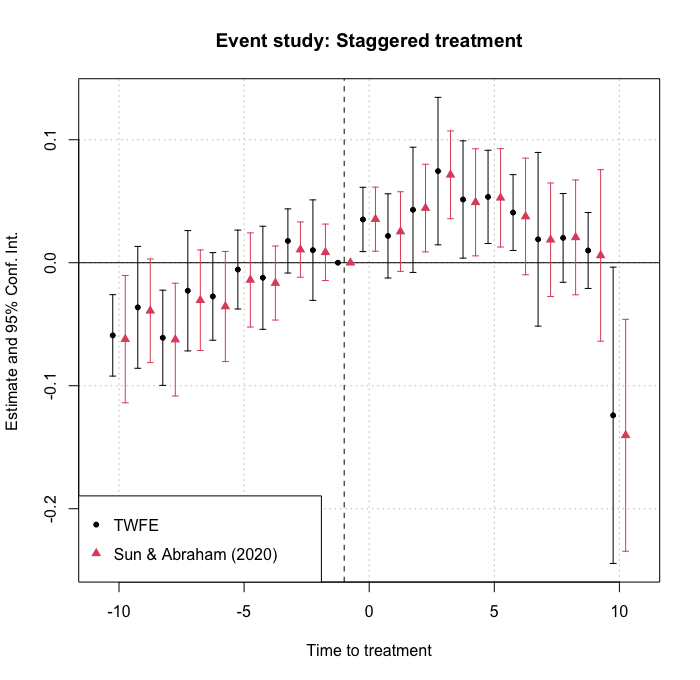 Event study: Staggered treatment
Estimate and 95% Conf. Int.
0.1
0.0
-0.1
-0.2
TWFE
Sun & Abraham (2020)
-10
-5
0
5
10
Time to treatment